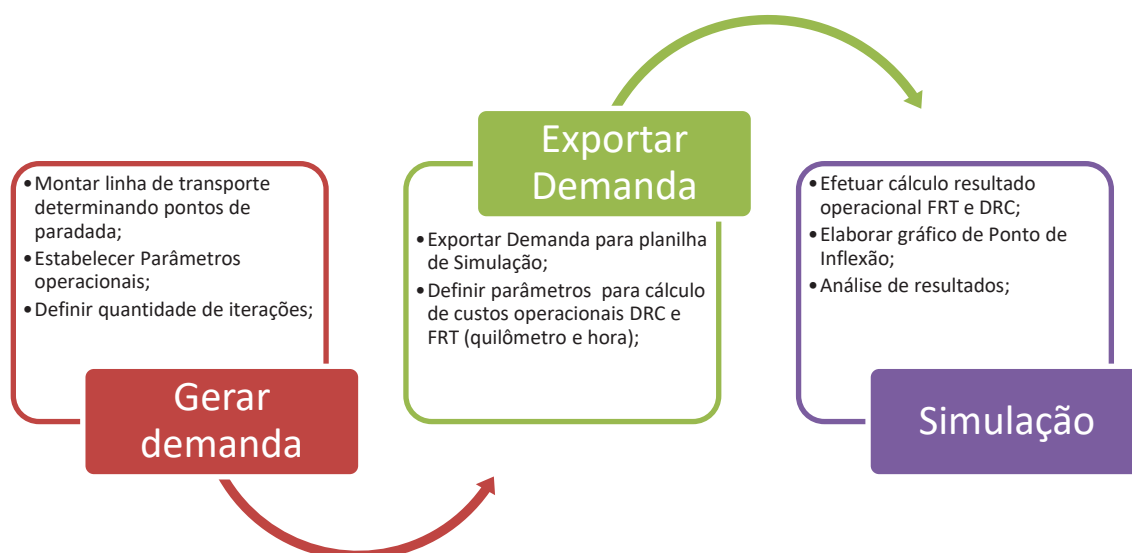 •Montar linha de transporte
determinando pontos de
paradada;
•Estabelecer Parâmetros
operacionais;
•Definir quantidade de iterações;
Gerar
demanda
Exportar
Demanda
•Exportar Demanda para planilha
de Simulação;
•Definir parâmetros  para cálculo
de custos operacionais DRC e
FRT (quilômetro e hora);
•Efetuar cálculo resultado
operacional FRT e DRC;
•Elaborar gráfico de Ponto de
Inflexão;
•Análise de resultados;
Simulação